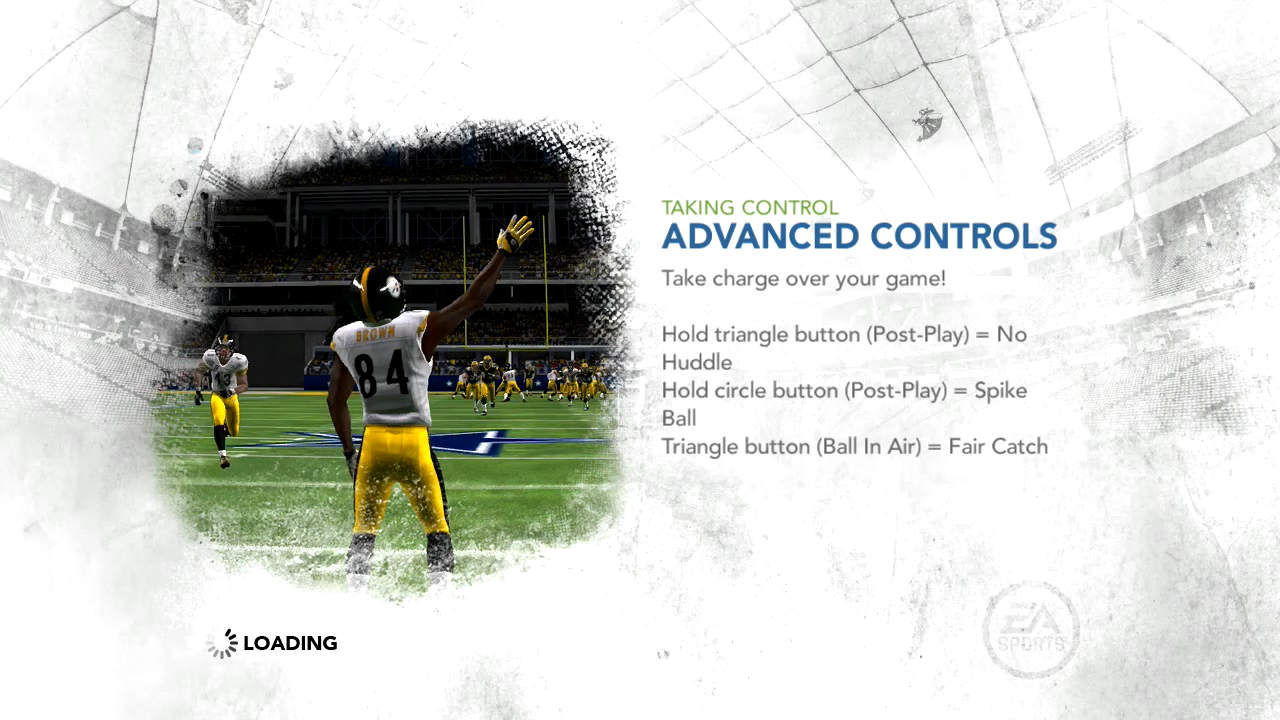 TAKING CONTROL
ADVANCED CONTROLS
Take charge over your game!
Hold triangle button (Post-Play) = No
Huddle
Hold circle button (Post-Play) = Spike
Ball
Triangle button (Ball In Air) = Fair Catch
BROWN
84
LOADING
EA
SPORTS